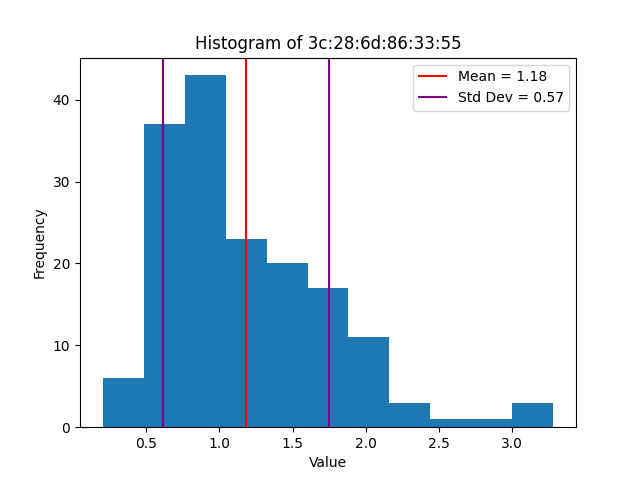 Histogram of 3c:28:6d:86:33:55
Mean = 1.18
Std Dev = 0.57
Frequency
40
30
20
10
0
0.5 1.0 1.5 2.0 2.5 3.0
Value